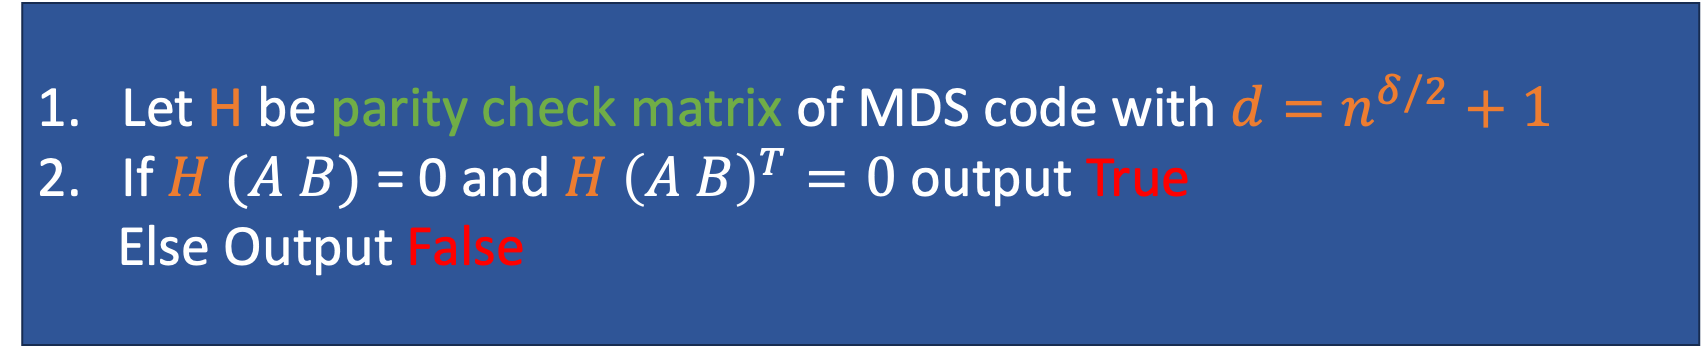 1. Let H be parity check matrix of MDS code with d = n^{δ/2} + 1
2. If H (A B) = 0 and H (A B)^T = 0 output True
Else Output False